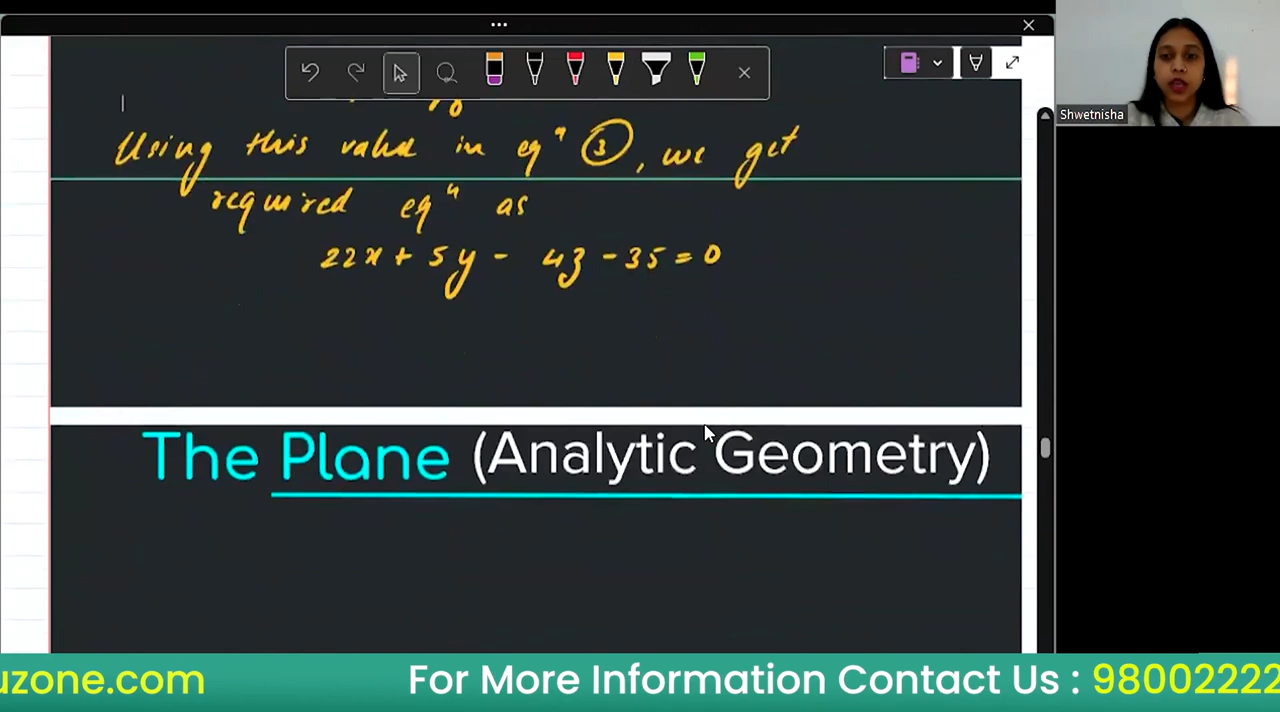 Shwetnisha
Using this value in eqⁿ ③, we get
required eqⁿ as
22x + 5y - 4z - 35 = 0
The Plane (Analytic Geometry)
uzone.com For More Information Contact Us : 98002222